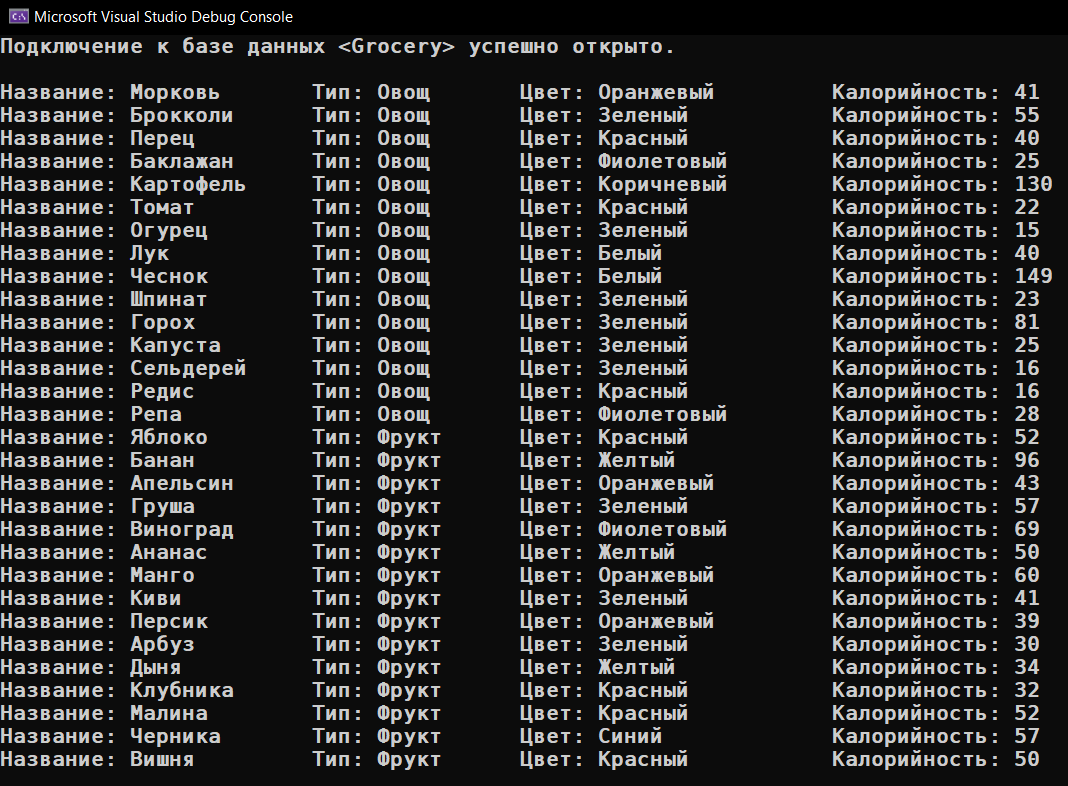 Microsoft Visual Studio Debug Console
Подключение к базе данных <Grocery> успешно открыто.
Название: Морковь Тип: Овощ Цвет: Оранжевый Калорийность: 41
Название: Брокколи Тип: Овощ Цвет: Зеленый Калорийность: 55
Название: Перец Тип: Овощ Цвет: Красный Калорийность: 40
Название: Баклажан Тип: Овощ Цвет: Фиолетовый Калорийность: 25
Название: Картофель Тип: Овощ Цвет: Коричневый Калорийность: 130
Название: Томат Тип: Овощ Цвет: Красный Калорийность: 22
Название: Огурец Тип: Овощ Цвет: Зеленый Калорийность: 15
Название: Лук Тип: Овощ Цвет: Белый Калорийность: 40
Название: Чеснок Тип: Овощ Цвет: Белый Калорийность: 149
Название: Шпинат Тип: Овощ Цвет: Зеленый Калорийность: 23
Название: Горох Тип: Овощ Цвет: Зеленый Калорийность: 81
Название: Капуста Тип: Овощ Цвет: Зеленый Калорийность: 25
Название: Сельдерей Тип: Овощ Цвет: Зеленый Калорийность: 16
Название: Редис Тип: Овощ Цвет: Красный Калорийность: 16
Название: Репа Тип: Овощ Цвет: Фиолетовый Калорийность: 28
Название: Яблоко Тип: Фрукт Цвет: Красный Калорийность: 52
Название: Банан Тип: Фрукт Цвет: Желтый Калорийность: 96
Название: Апельсин Тип: Фрукт Цвет: Оранжевый Калорийность: 43
Название: Груша Тип: Фрукт Цвет: Зеленый Калорийность: 57
Название: Виноград Тип: Фрукт Цвет: Фиолетовый Калорийность: 69
Название: Ананас Тип: Фрукт Цвет: Желтый Калорийность: 50
Название: Манго Тип: Фрукт Цвет: Оранжевый Калорийность: 60
Название: Киви Тип: Фрукт Цвет: Зеленый Калорийность: 41
Название: Персик Тип: Фрукт Цвет: Оранжевый Калорийность: 39
Название: Арбуз Тип: Фрукт Цвет: Зеленый Калорийность: 30
Название: Дыня Тип: Фрукт Цвет: Желтый Калорийность: 34
Название: Клубника Тип: Фрукт Цвет: Красный Калорийность: 32
Название: Малина Тип: Фрукт Цвет: Красный Калорийность: 52
Название: Черника Тип: Фрукт Цвет: Синий Калорийность: 57
Название: Вишня Тип: Фрукт Цвет: Красный Калорийность: 50